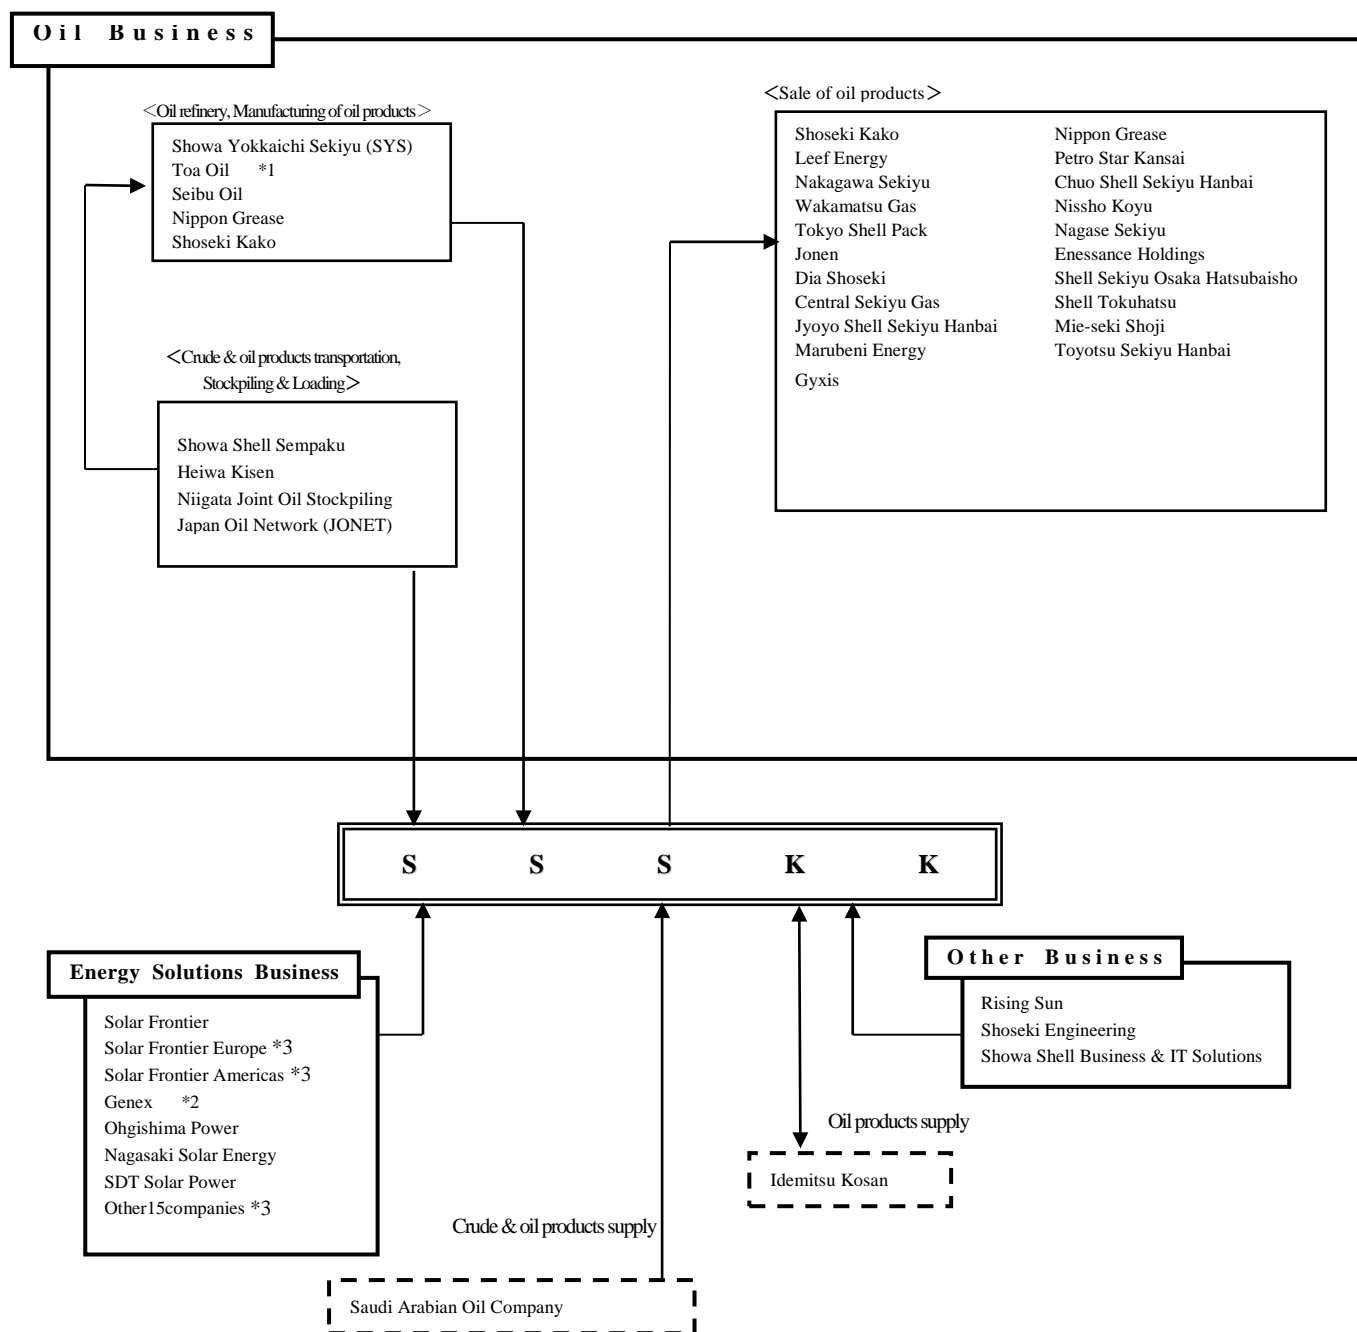 Oil Business
<Oil refinery, Manufacturing of oil products>
Showa Yokkaichi Sekiyu (SYS)
Toa Oil *1
Seibu Oil
Nippon Grease
Shoseki Kako
<Crude & oil products transportation,
Stockpiling & Loading>
Showa Shell Sempaku
Heiwa Kisen
Niigata Joint Oil Stockpiling
Japan Oil Network (JONET)
<Sale of oil products>
Shoseki Kako
Leef Energy
Nakagawa Sekiyu
Wakamatsu Gas
Tokyo Shell Pack
Jonen
Dia Shoseki
Central Sekiyu Gas
Jyoyo Shell Sekiyu Hanbai
Marubeni Energy
Gyxis
Nippon Grease
Petro Star Kansai
Chuo Shell Sekiyu Hanbai
Nissho Koyu
Nagase Sekiyu
Enessance Holdings
Shell Sekiyu Osaka Hatsubaisho
Shell Tokuhatsu
Mie-seki Shoji
Toyotsu Sekiyu Hanbai
S S S K K
Energy Solutions Business
Solar Frontier
Solar Frontier Europe *3
Solar Frontier Americas *3
Genex *2
Ohgishima Power
Nagasaki Solar Energy
SDT Solar Power
Other15companies *3
Other Business
Rising Sun
Shoseki Engineering
Showa Shell Business & IT Solutions
Oil products supply
Idemitsu Kosan
Crude & oil products supply
Saudi Arabian Oil Company